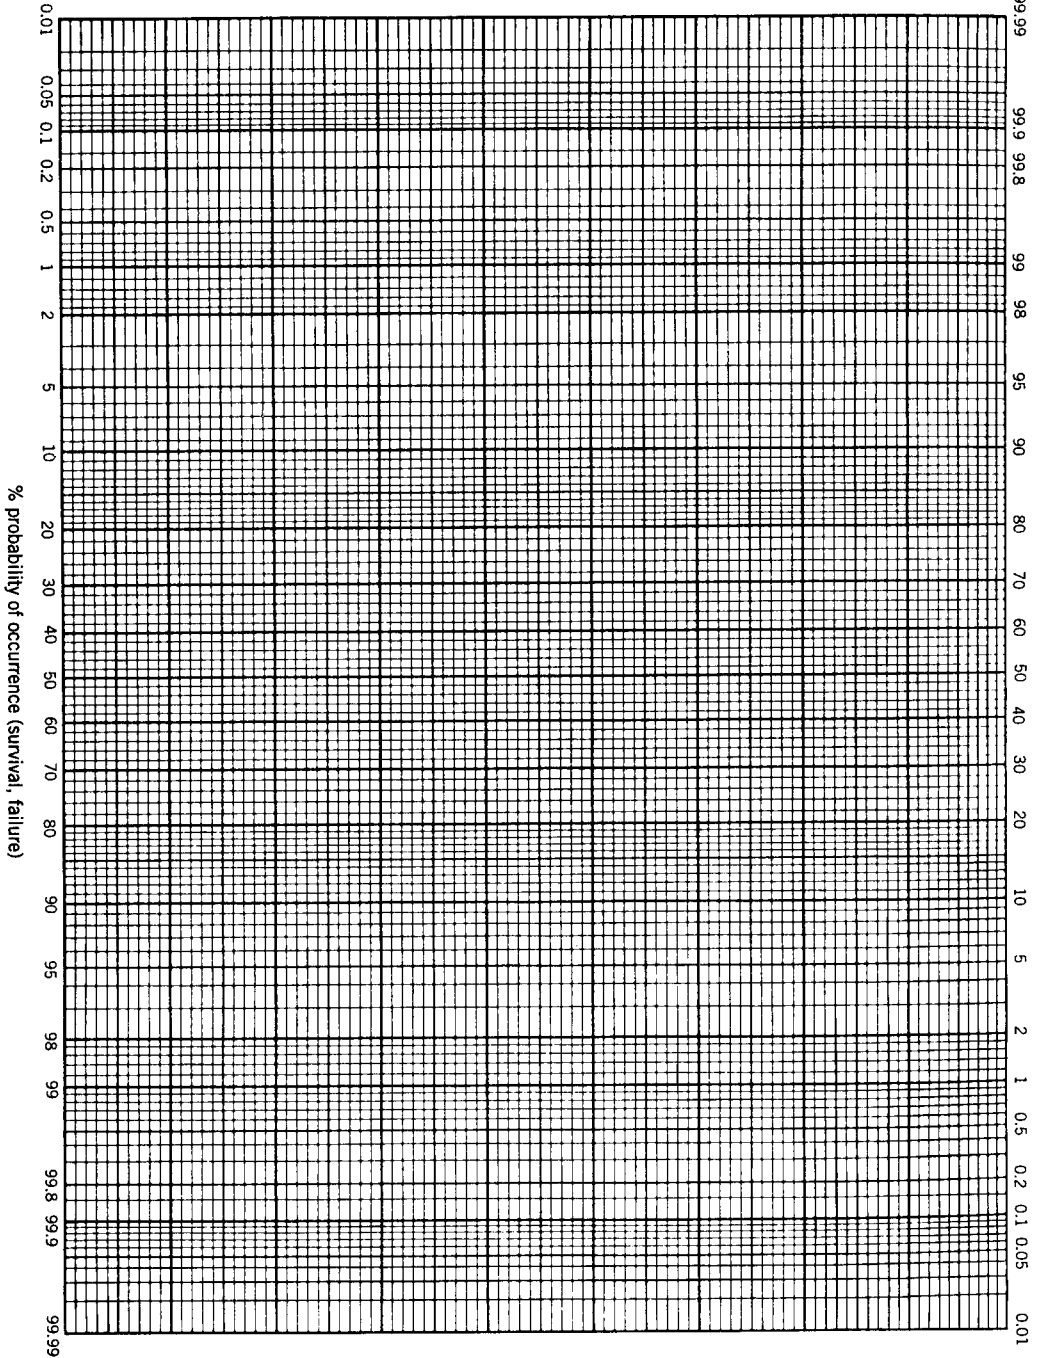 99.99 99.9 99.8 99 98 95 90 80 70 60 50 40 30 20 10 5 2 1 0.5 0.2 0.1 0.05 0.01
0.01 0.05 0.1 0.2 0.5 1 2 5 10 20 30 40 50 60 70 80 90 95 98 99 99.8 99.9 99.99
% probability of occurrence (survival, failure)